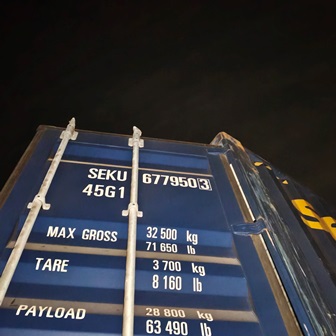 SEKU 677950 3
45G1
MAX GROSS 32 500 kg
71 650 lb
TARE 3 700 kg
8 160 lb
PAYLOAD 28 800 kg
63 490 lb